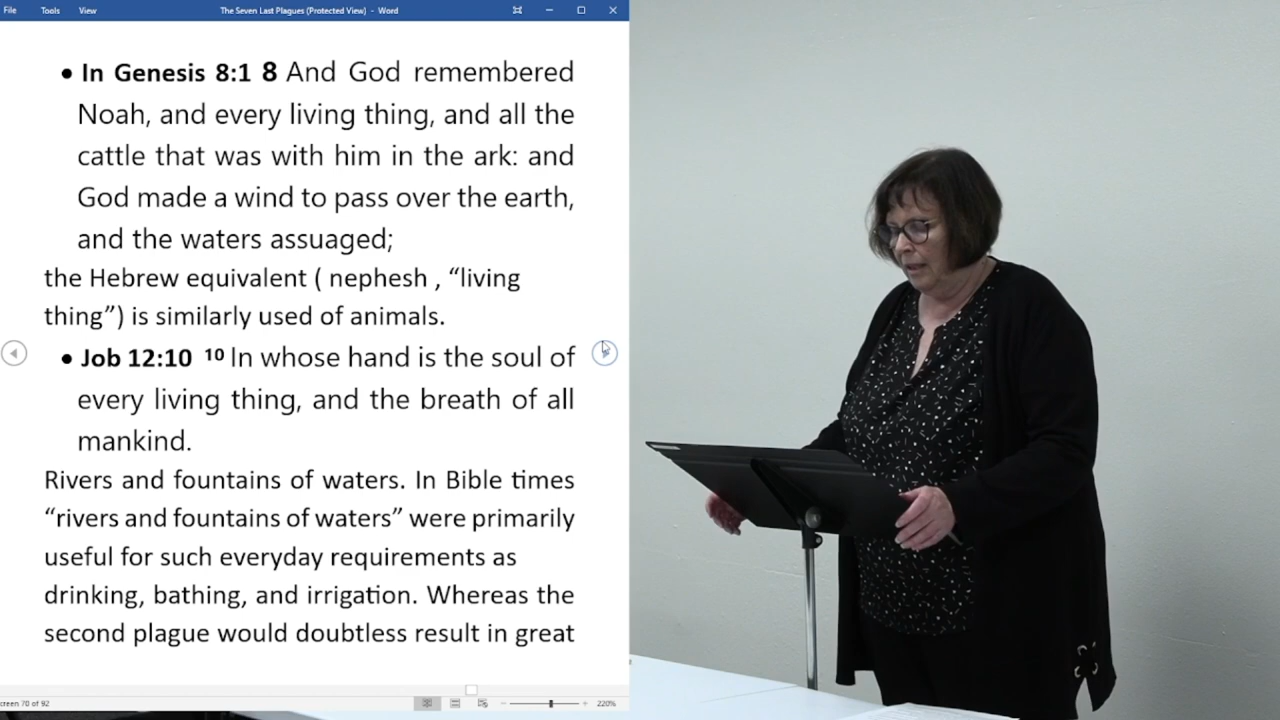 File Tools View The Seven Last Plagues (Protected View) - Word
• In Genesis 8:1 8 And God remembered
Noah, and every living thing, and all the
cattle that was with him in the ark: and
God made a wind to pass over the earth,
and the waters assuaged;
the Hebrew equivalent ( nephesh , “living
thing”) is similarly used of animals.
• Job 12:10 10 In whose hand is the soul of
every living thing, and the breath of all
mankind.
Rivers and fountains of waters. In Bible times
“rivers and fountains of waters” were primarily
useful for such everyday requirements as
drinking, bathing, and irrigation. Whereas the
second plague would doubtless result in great
creen 70 of 92 220%